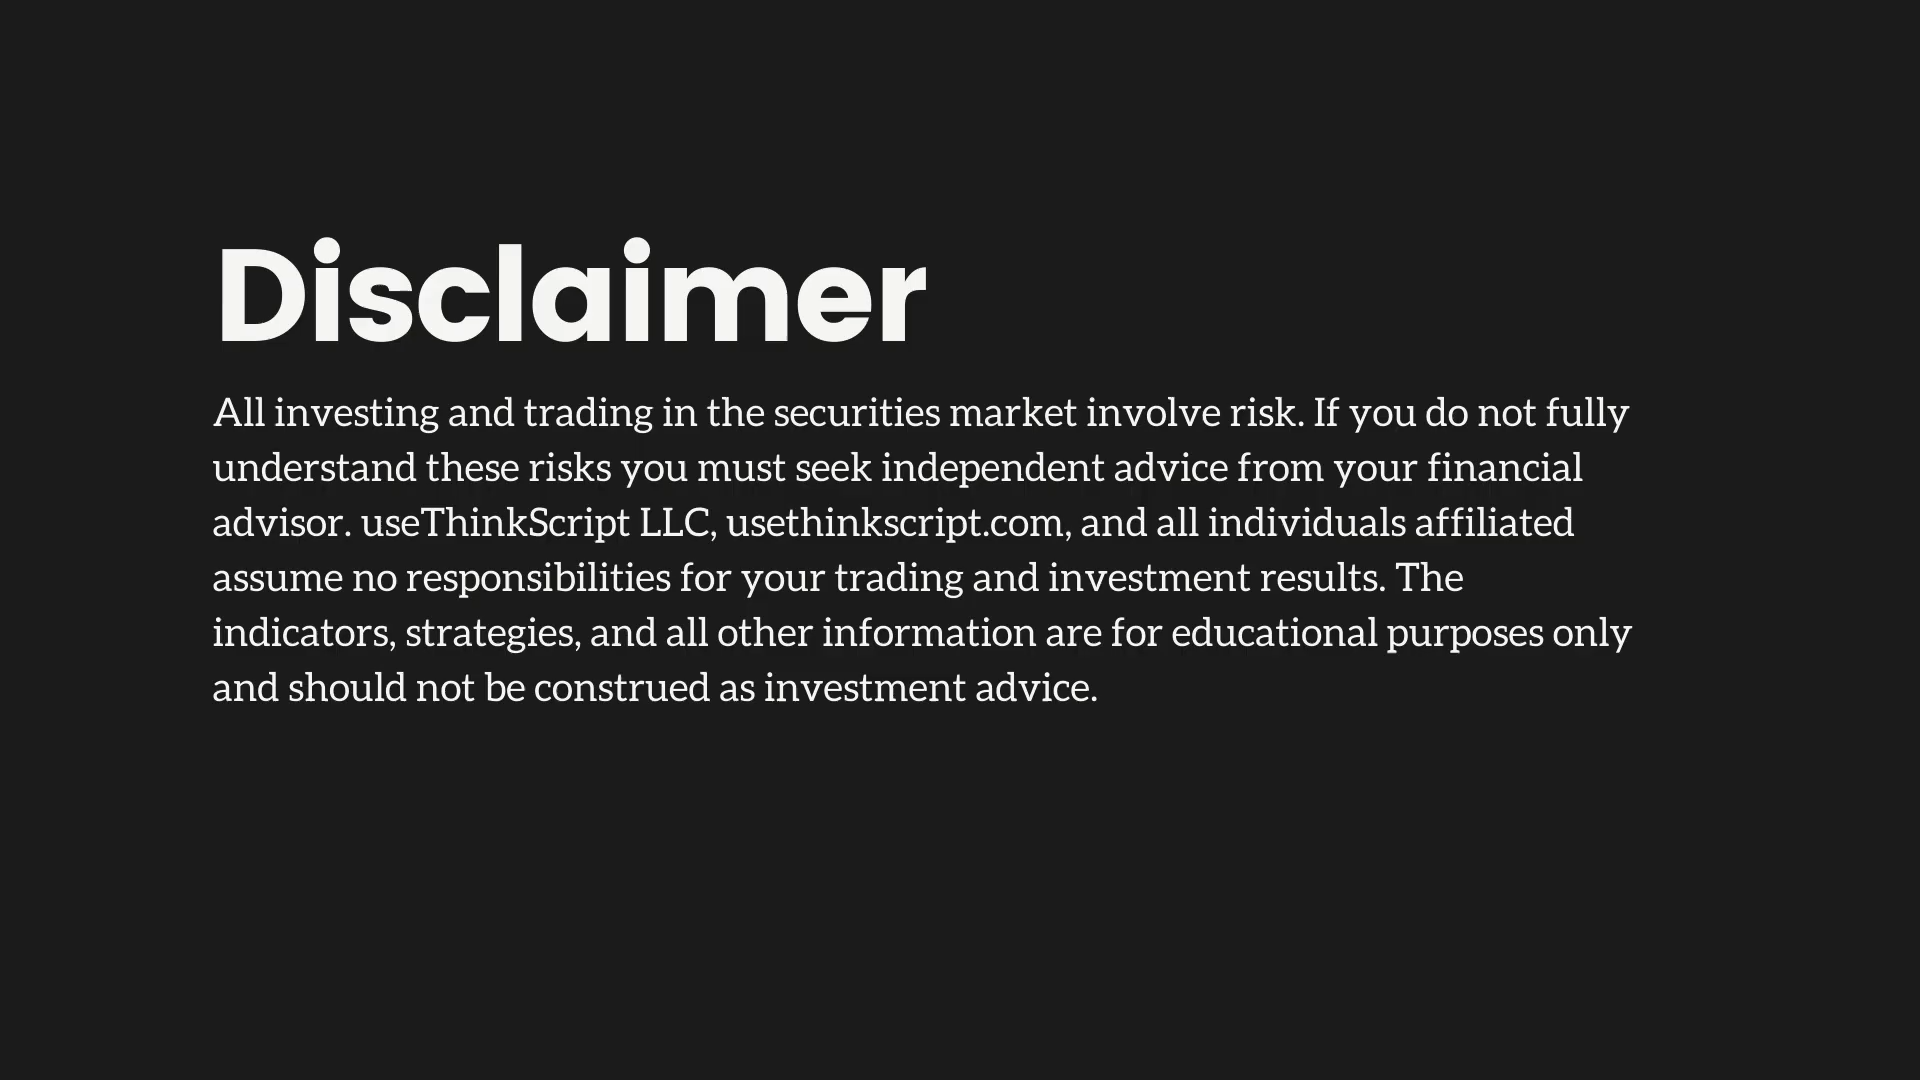 Disclaimer
All investing and trading in the securities market involve risk. If you do not fully
understand these risks you must seek independent advice from your financial
advisor. useThinkScript LLC, usethinkscript.com, and all individuals affiliated
assume no responsibilities for your trading and investment results. The
indicators, strategies, and all other information are for educational purposes only
and should not be construed as investment advice.